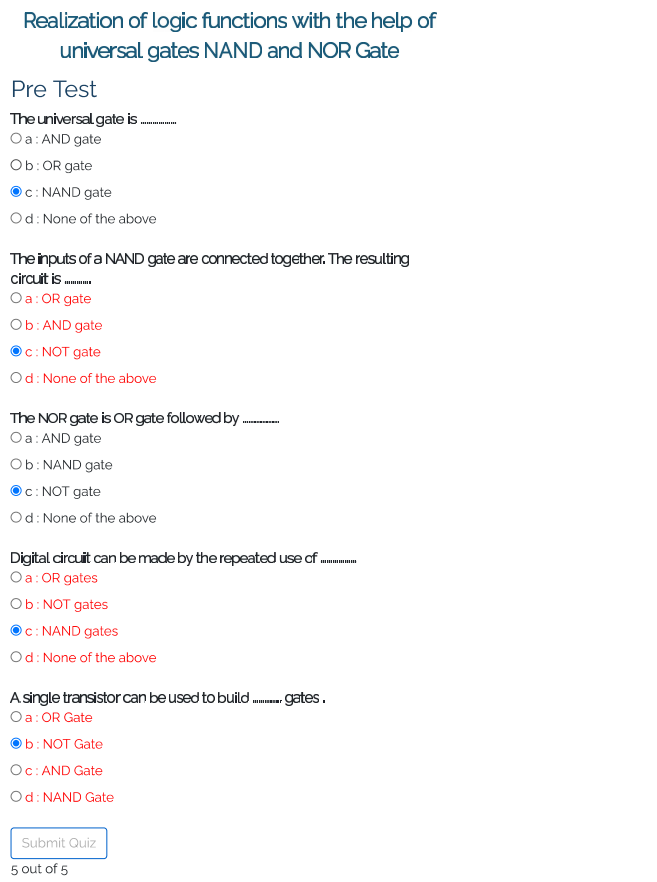 Realization of logic functions with the help of
universal gates NAND and NOR Gate
Pre Test
The universal gate is ..................
a : AND gate
b : OR gate
c : NAND gate
d : None of the above
The inputs of a NAND gate are connected together. The resulting
circuit is .............
a : OR gate
b : AND gate
c : NOT gate
d : None of the above
The NOR gate is OR gate followed by ..................
a : AND gate
b : NAND gate
c : NOT gate
d : None of the above
Digital circuit can be made by the repeated use of ..................
a : OR gates
b : NOT gates
c : NAND gates
d : None of the above
A single transistor can be used to build .............. gates .
a : OR Gate
b : NOT Gate
c : AND Gate
d : NAND Gate
Submit Quiz
5 out of 5